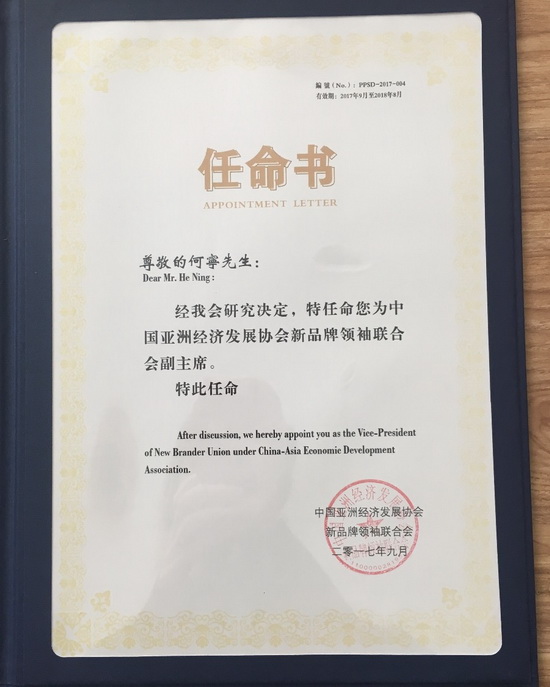 编 号（No.）: PPSD-2017-004
有效期: 2017年9月至2018年8月
任命书
APPOINTMENT LETTER
尊敬的何寧先生：
Dear Mr. He Ning :
经我会研究决定，特任命您为中
国亚洲经济发展协会新品牌领袖联合
会副主席。
特此任命
After discussion, we hereby appoint you as the Vice-President
of New Brander Union under China-Asia Economic Development
Association.
中国亚洲经济发展协会
新品牌领袖联合会
二零一七年九月